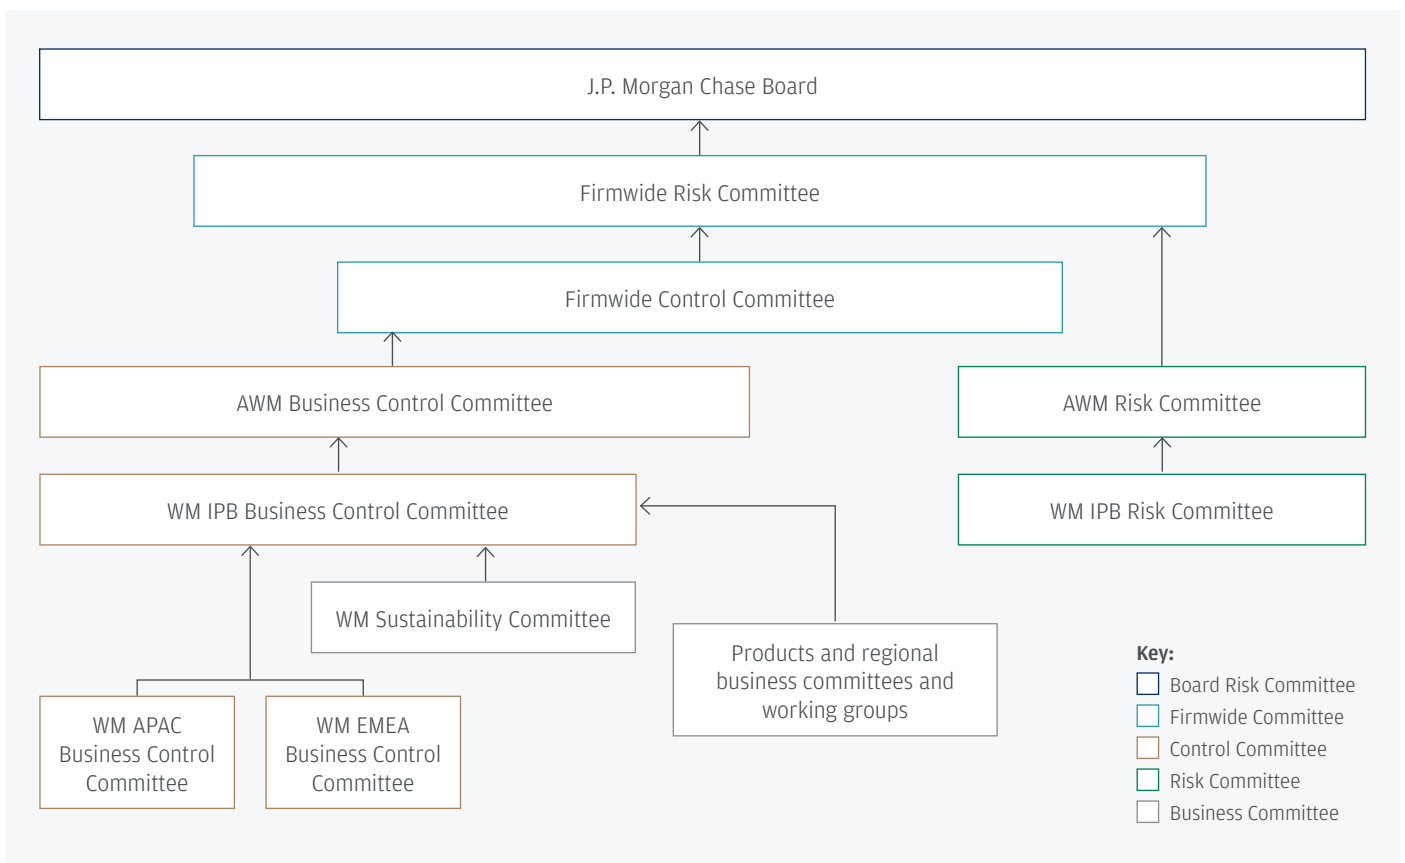 J.P. Morgan Chase Board
Firmwide Risk Committee
Firmwide Control Committee
AWM Business Control Committee
AWM Risk Committee
WM IPB Business Control Committee
WM IPB Risk Committee
WM Sustainability Committee
Products and regional
business committees and
working groups
WM APAC
Business Control
Committee
WM EMEA
Business Control
Committee
Key:
Board Risk Committee
Firmwide Committee
Control Committee
Risk Committee
Business Committee